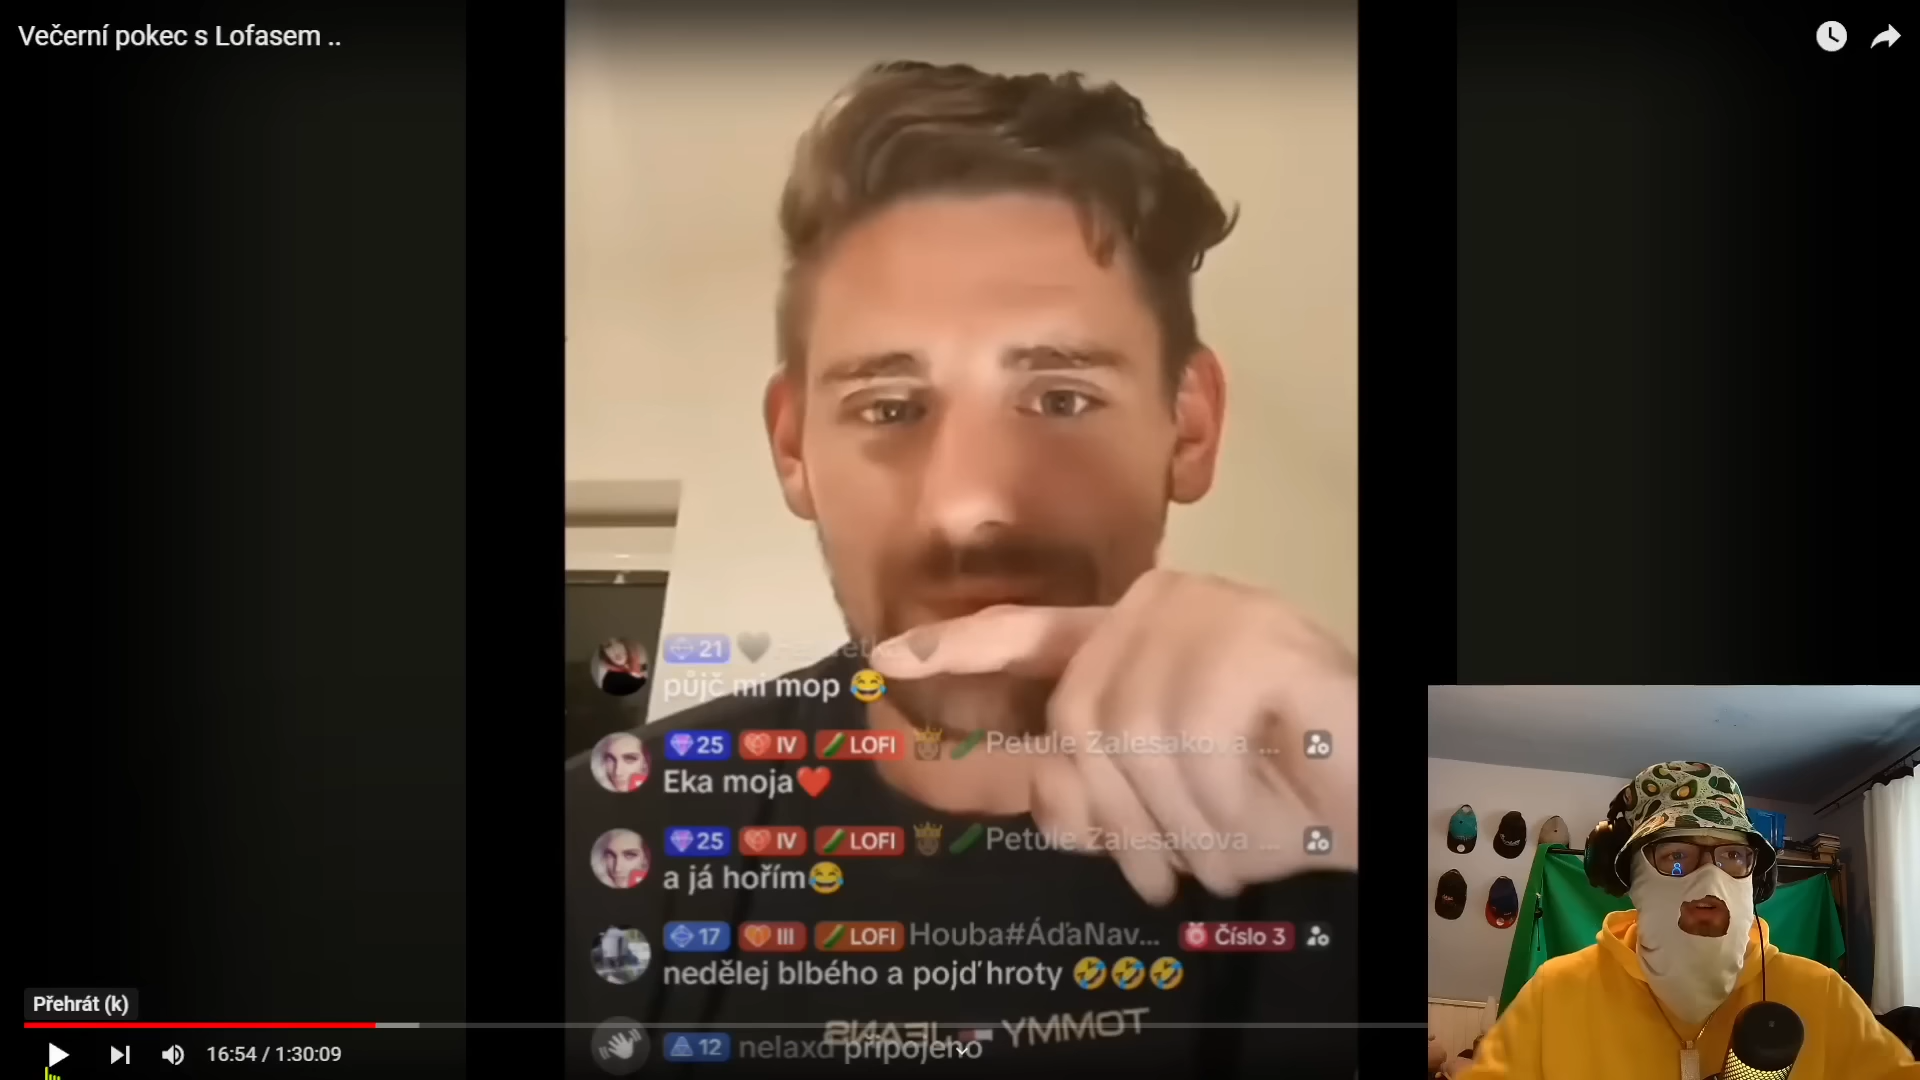 Večerní pokec s Lofasem ..
21
půjč mi mop 😂
25 IV LOFI Petule Zalesakova ...
Eka moja❤️
25 IV LOFI Petule Zalesakova ...
a já hořím😂
17 III LOFI Houba#ÁďaNav... Číslo 3
nedělej blbého a pojď hroty 🤣🤣🤣
TOMMY JEANS
12 nelaxd připojeno
Přehrát (k)
16:54 / 1:30:09